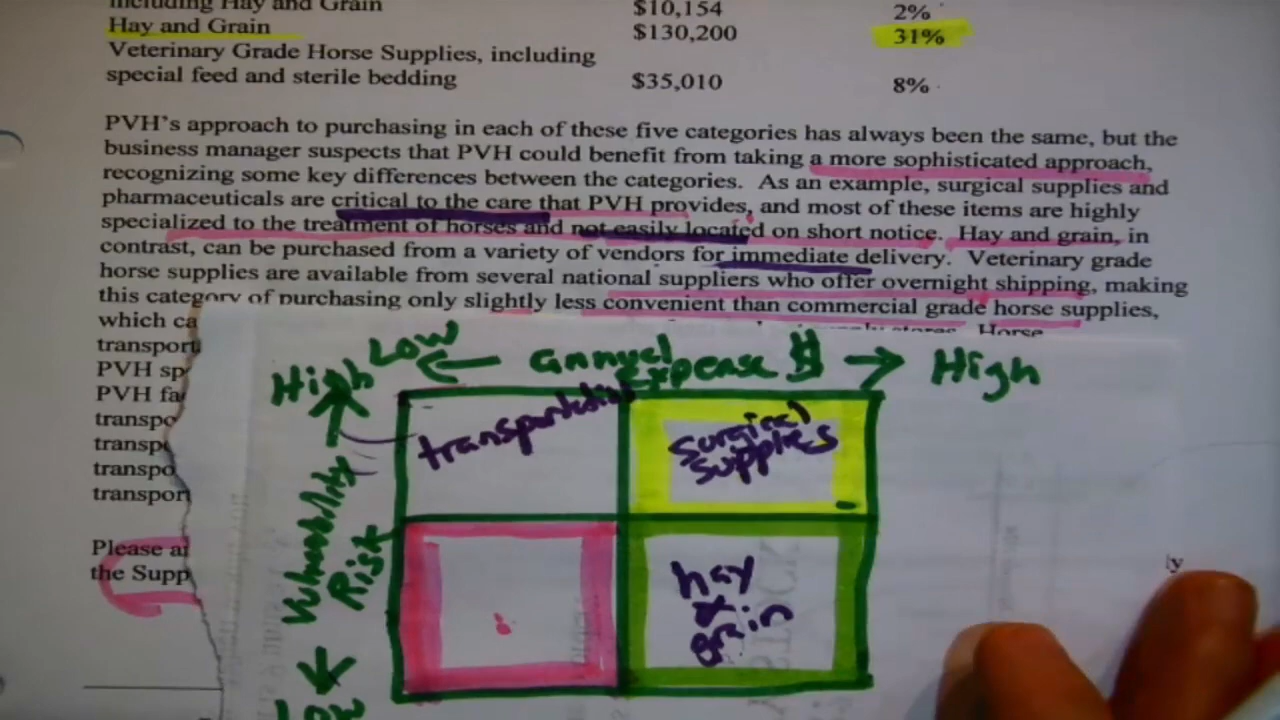 including Hay and Grain $10,154 2%
Hay and Grain $130,200 31%
Veterinary Grade Horse Supplies, including
special feed and sterile bedding $35,010 8%
PVH's approach to purchasing in each of these five categories has always been the same, but the
business manager suspects that PVH could benefit from taking a more sophisticated approach,
recognizing some key differences between the categories. As an example, surgical supplies and
pharmaceuticals are critical to the care that PVH provides, and most of these items are highly
specialized to the treatment of horses and not easily located on short notice. Hay and grain, in
contrast, can be purchased from a variety of vendors for immediate delivery. Veterinary grade
horse supplies are available from several national suppliers who offer overnight shipping, making
this category of purchasing only slightly less convenient than commercial grade horse supplies,
which ca
Horse
transport
PVH sp
PVH fa
transpo
transpo
transpo
transport
Please
the Supp
Low ← annual Expense $ → High
High
Vulnerability
Risk
Low
transportation
Surgical
Supplies
hay
&
grain